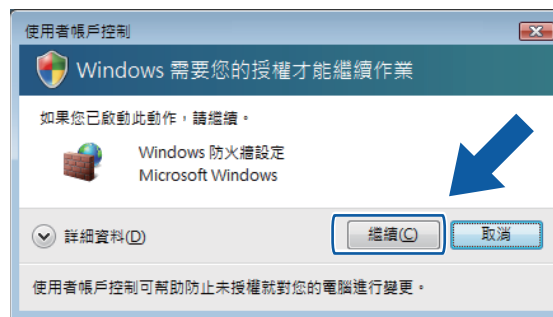 使用者帳戶控制
Windows 需要您的授權才能繼續作業
如果您已啟動此動作，請繼續。
Windows 防火牆設定
Microsoft Windows
詳細資料(D)
繼續(C)
取消
使用者帳戶控制可幫助防止未授權就對您的電腦進行變更。